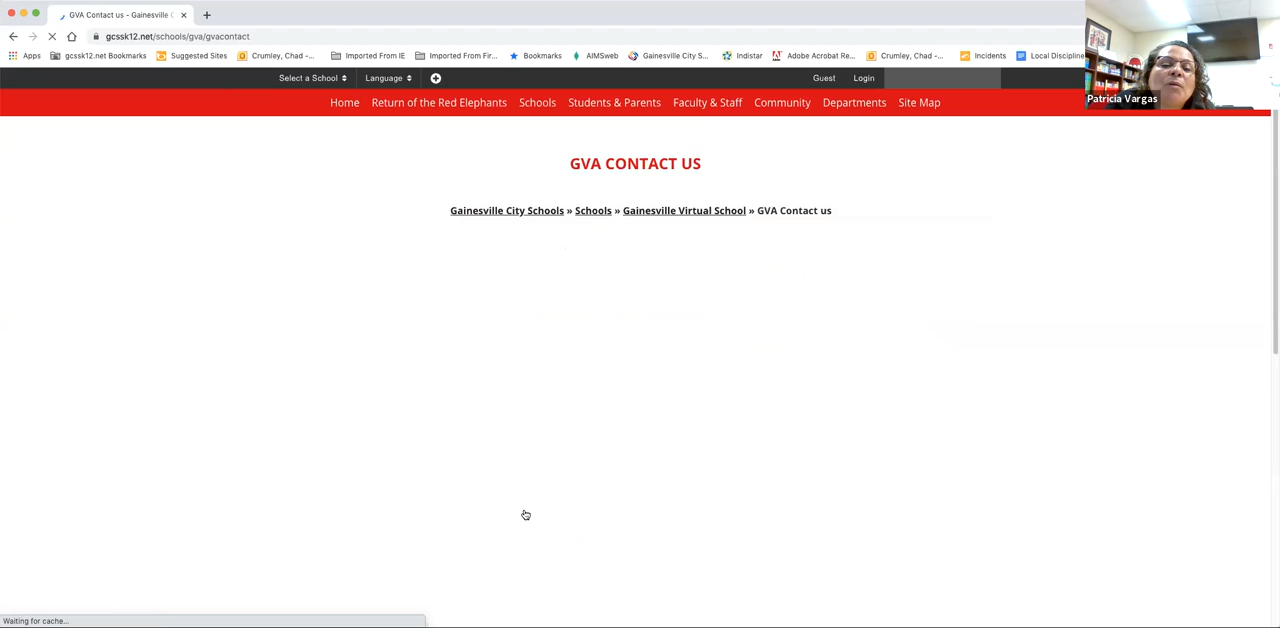 GVA Contact us - Gainesville C
gcssk12.net/schools/gva/gvacontact
Apps gcssk12.net Bookmarks Suggested Sites Crumley, Chad -... Imported From IE Imported From Fir... Bookmarks AIMSweb Gainesville City S... Indistar Adobe Acrobat Re... Crumley, Chad -... Incidents Local Discipline
Select a School Language Guest Login
Home Return of the Red Elephants Schools Students & Parents Faculty & Staff Community Departments Site Map
Patricia Vargas
GVA CONTACT US
Gainesville City Schools » Schools » Gainesville Virtual School » GVA Contact us
Waiting for cache...